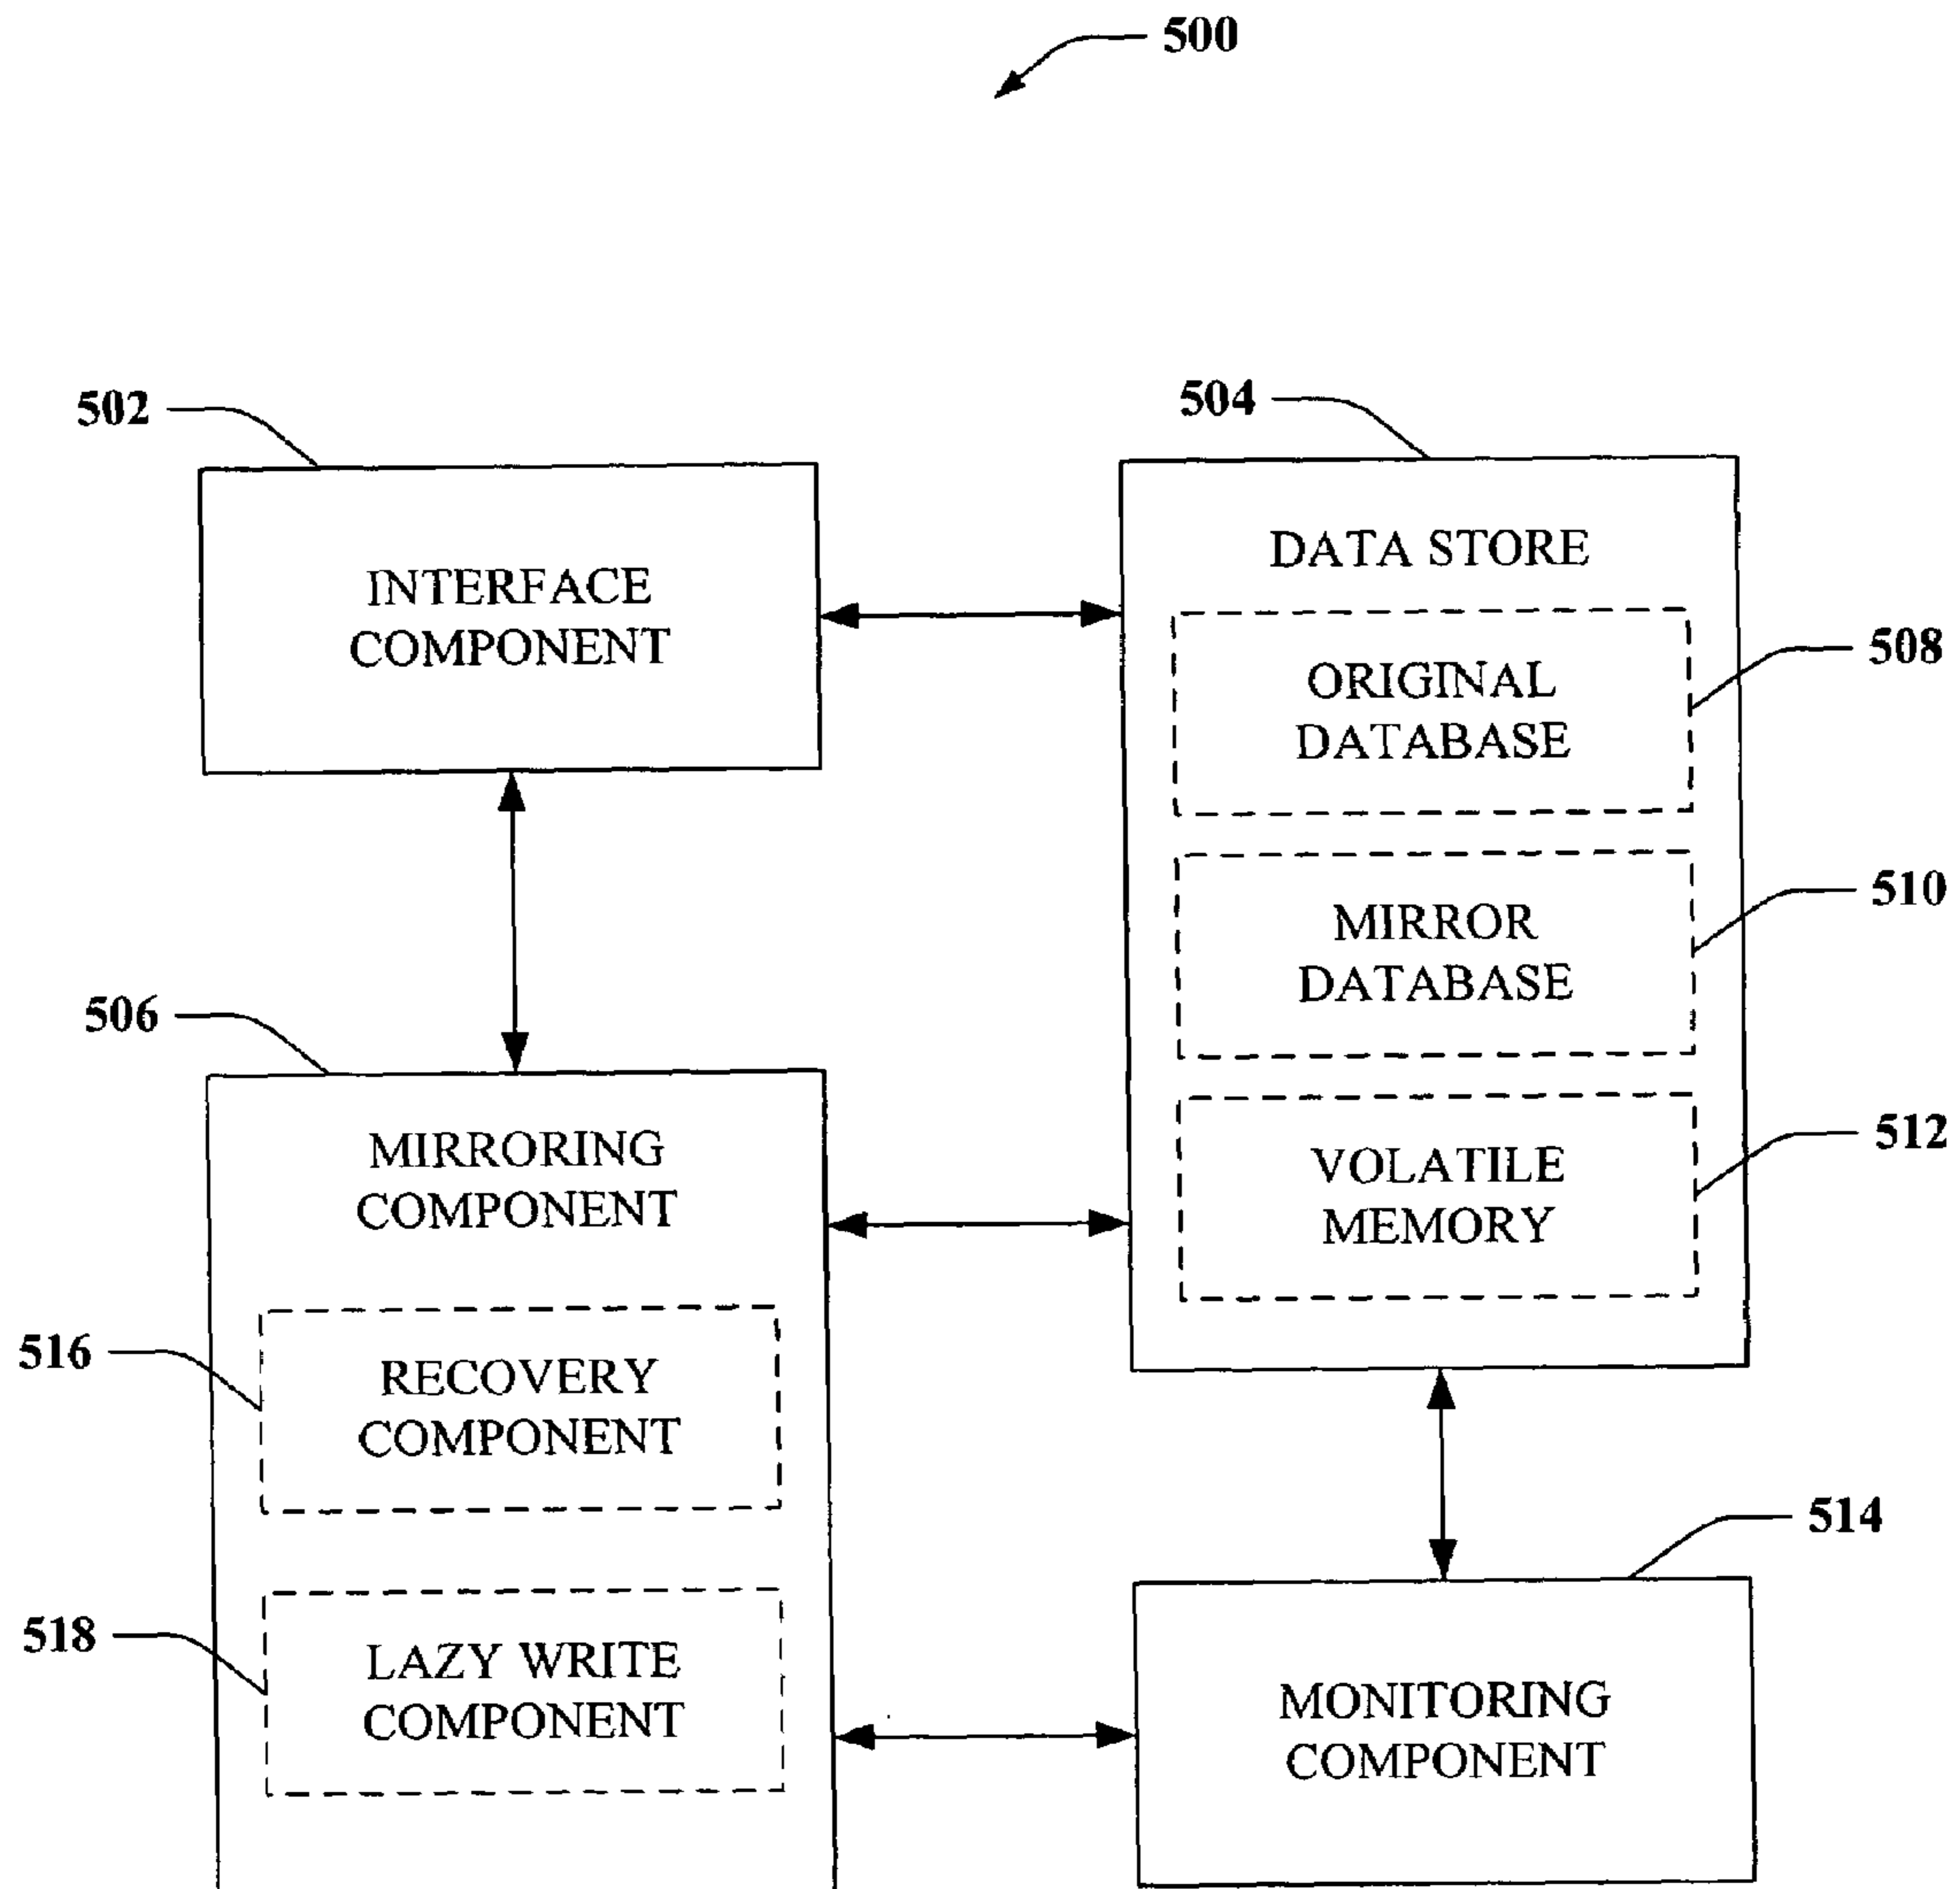 500
502
504
INTERFACE
COMPONENT
DATA STORE
ORIGINAL
DATABASE
508
MIRROR
DATABASE
510
VOLATILE
MEMORY
512
506
MIRRORING
COMPONENT
516
RECOVERY
COMPONENT
518
LAZY WRITE
COMPONENT
514
MONITORING
COMPONENT